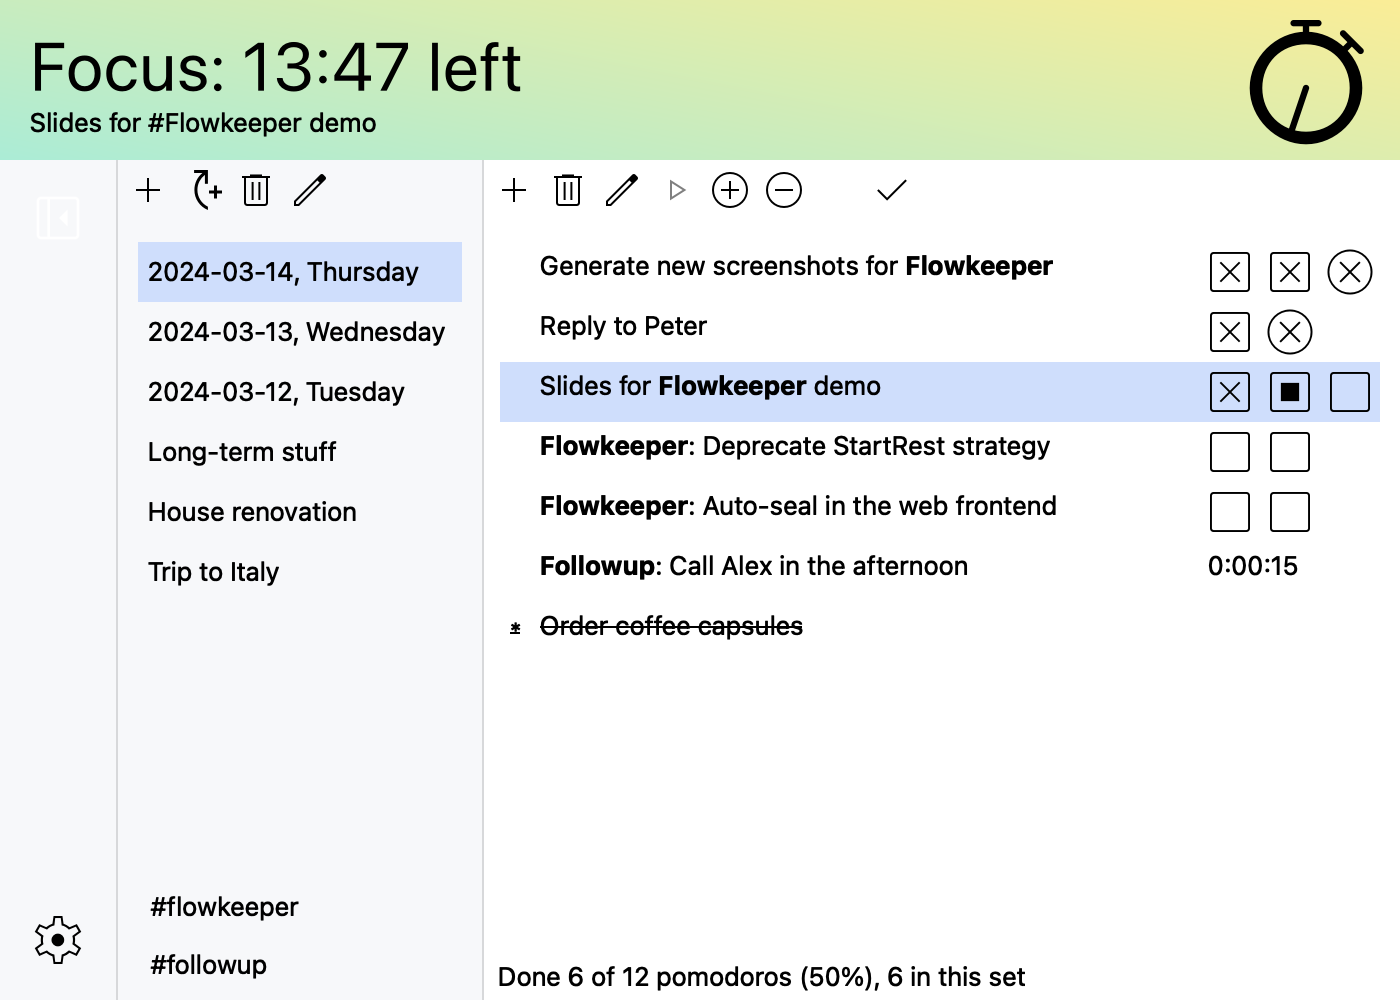 Focus: 13:47 left
Slides for #Flowkeeper demo
2024-03-14, Thursday
2024-03-13, Wednesday
2024-03-12, Tuesday
Long-term stuff
House renovation
Trip to Italy
#flowkeeper
#followup
Generate new screenshots for Flowkeeper
Reply to Peter
Slides for Flowkeeper demo
Flowkeeper: Deprecate StartRest strategy
Flowkeeper: Auto-seal in the web frontend
Followup: Call Alex in the afternoon 0:00:15
* Order coffee capsules
Done 6 of 12 pomodoros (50%), 6 in this set